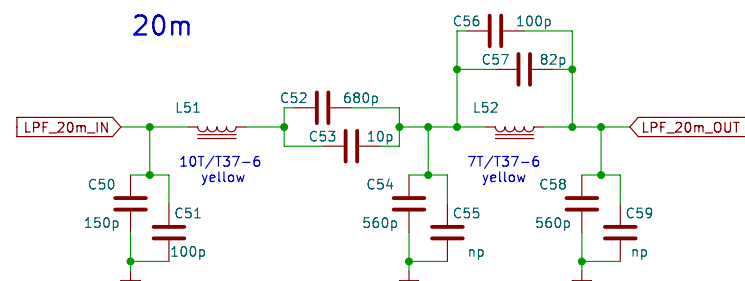 20m
C56 100p
C57 82p
L51 C52 680p L52
LPF_20m_IN C53 10p LPF_20m_OUT
10T/T37-6 7T/T37-6
yellow yellow
C50 C54 C58
C51 C55 C59
150p 560p 560p
100p np np